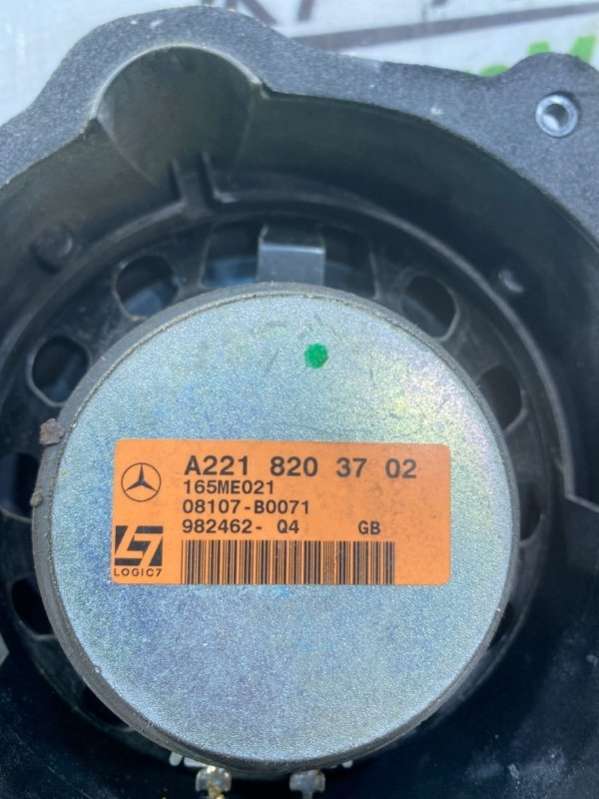 A221 820 37 02
165ME021
08107-B0071
982462- Q4 GB
LOGIC7